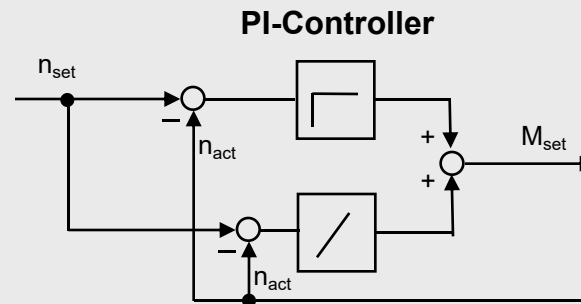 PI-Controller
n_set
−
n_act
+
M_set
+
−
n_act